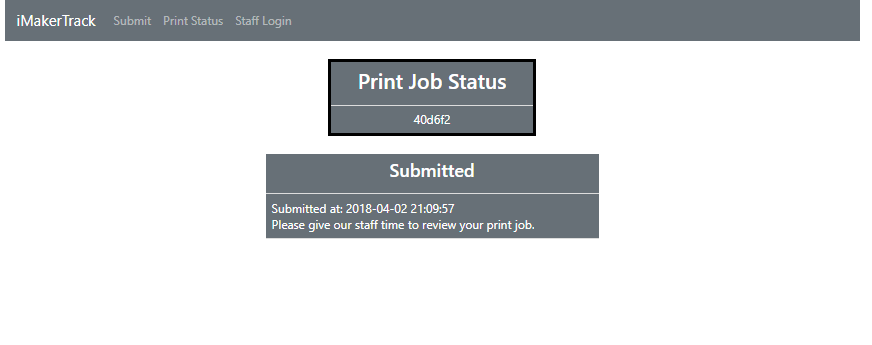 iMakerTrack Submit Print Status Staff Login
Print Job Status
40d6f2
Submitted
Submitted at: 2018-04-02 21:09:57
Please give our staff time to review your print job.